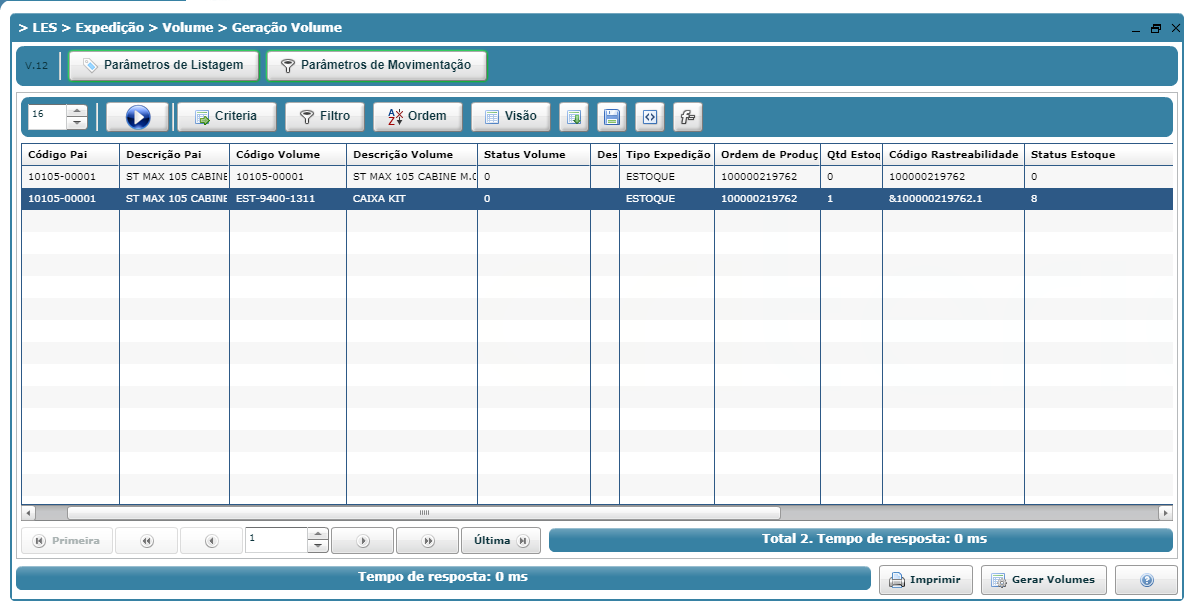 > LES > Expedição > Volume > Geração Volume
V.12 Parâmetros de Listagem Parâmetros de Movimentação
16 Criteria Filtro Ordem Visão
Código Pai Descrição Pai Código Volume Descrição Volume Status Volume Des Tipo Expedição Ordem de Produç Qtd Estoq Código Rastreabilidade Status Estoque
10105-00001 ST MAX 105 CABINE 10105-00001 ST MAX 105 CABINE M.C 0 ESTOQUE 100000219762 0 100000219762 0
10105-00001 ST MAX 105 CABINE EST-9400-1311 CAIXA KIT 0 ESTOQUE 100000219762 1 &100000219762.1 8
Primeira 1 Última Total 2. Tempo de resposta: 0 ms
Tempo de resposta: 0 ms Imprimir Gerar Volumes